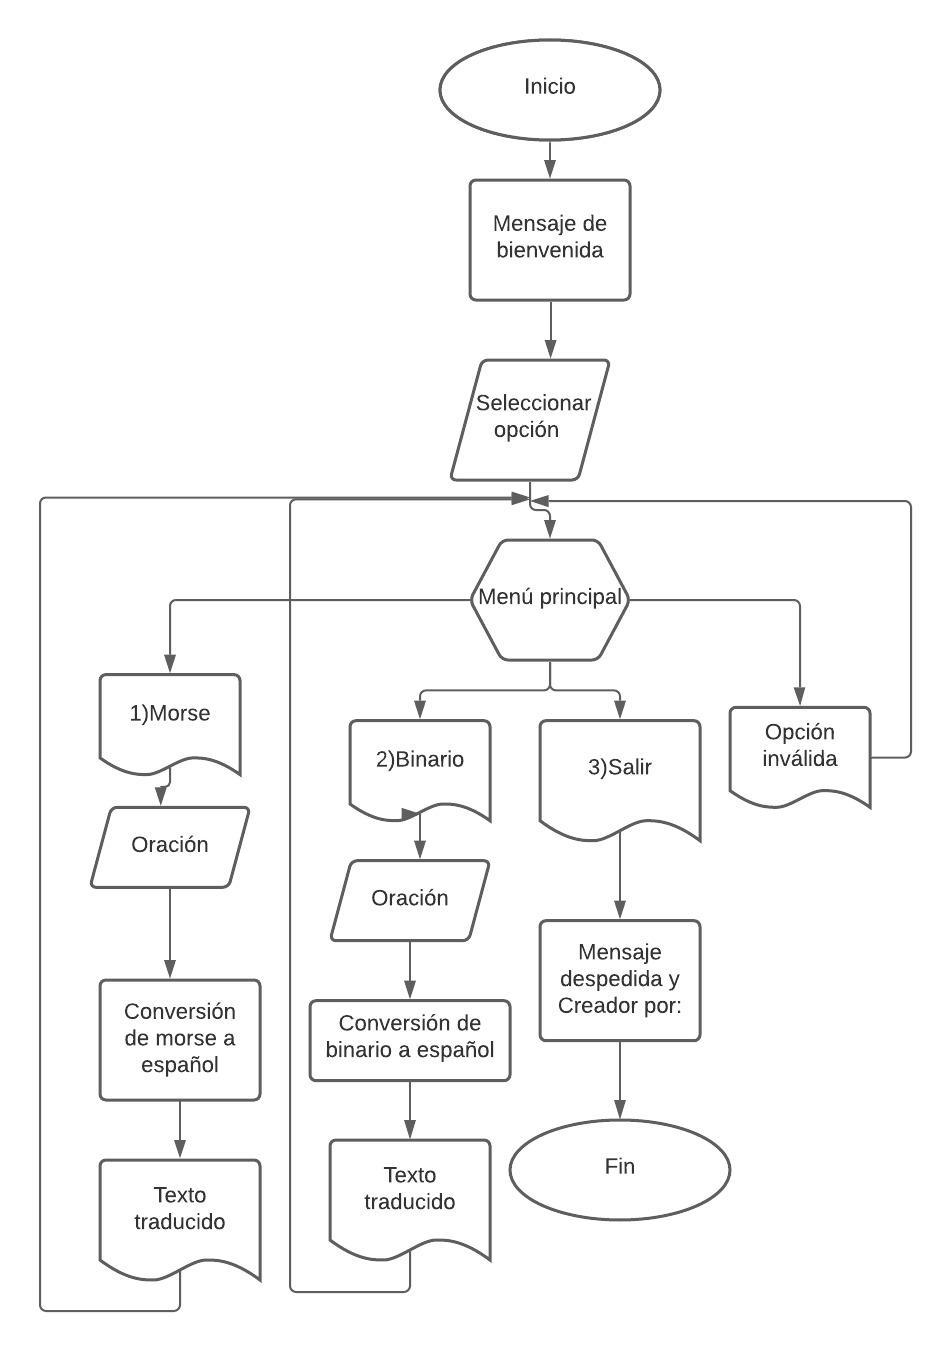 Inicio
Mensaje de
bienvenida
Seleccionar
opción
Menú principal
1)Morse
2)Binario
3)Salir
Opción
inválida
Oración
Oración
Conversión
de morse a
español
Conversión de
binario a español
Mensaje
despedida y
Creador por:
Texto
traducido
Texto
traducido
Fin